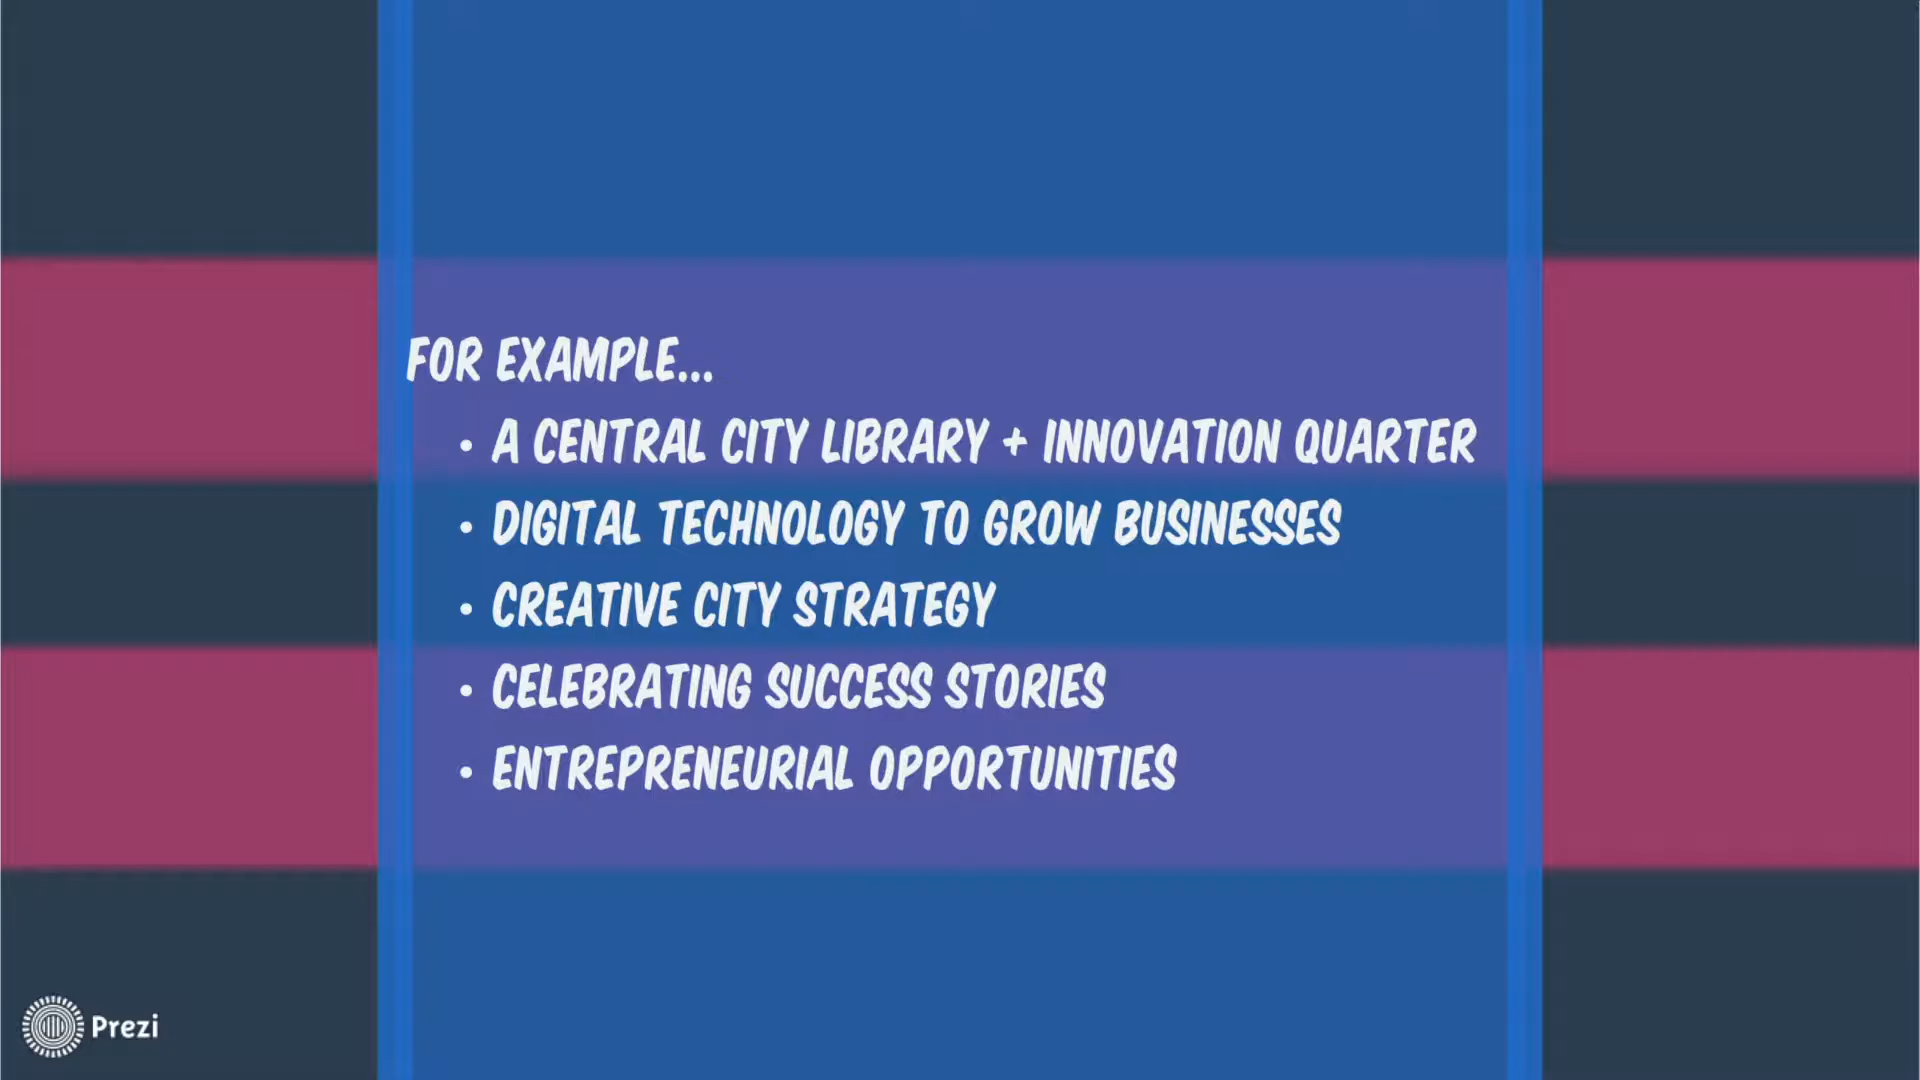 FOR EXAMPLE...
• A CENTRAL CITY LIBRARY + INNOVATION QUARTER
• DIGITAL TECHNOLOGY TO GROW BUSINESSES
• CREATIVE CITY STRATEGY
• CELEBRATING SUCCESS STORIES
• ENTREPRENEURIAL OPPORTUNITIES
Prezi